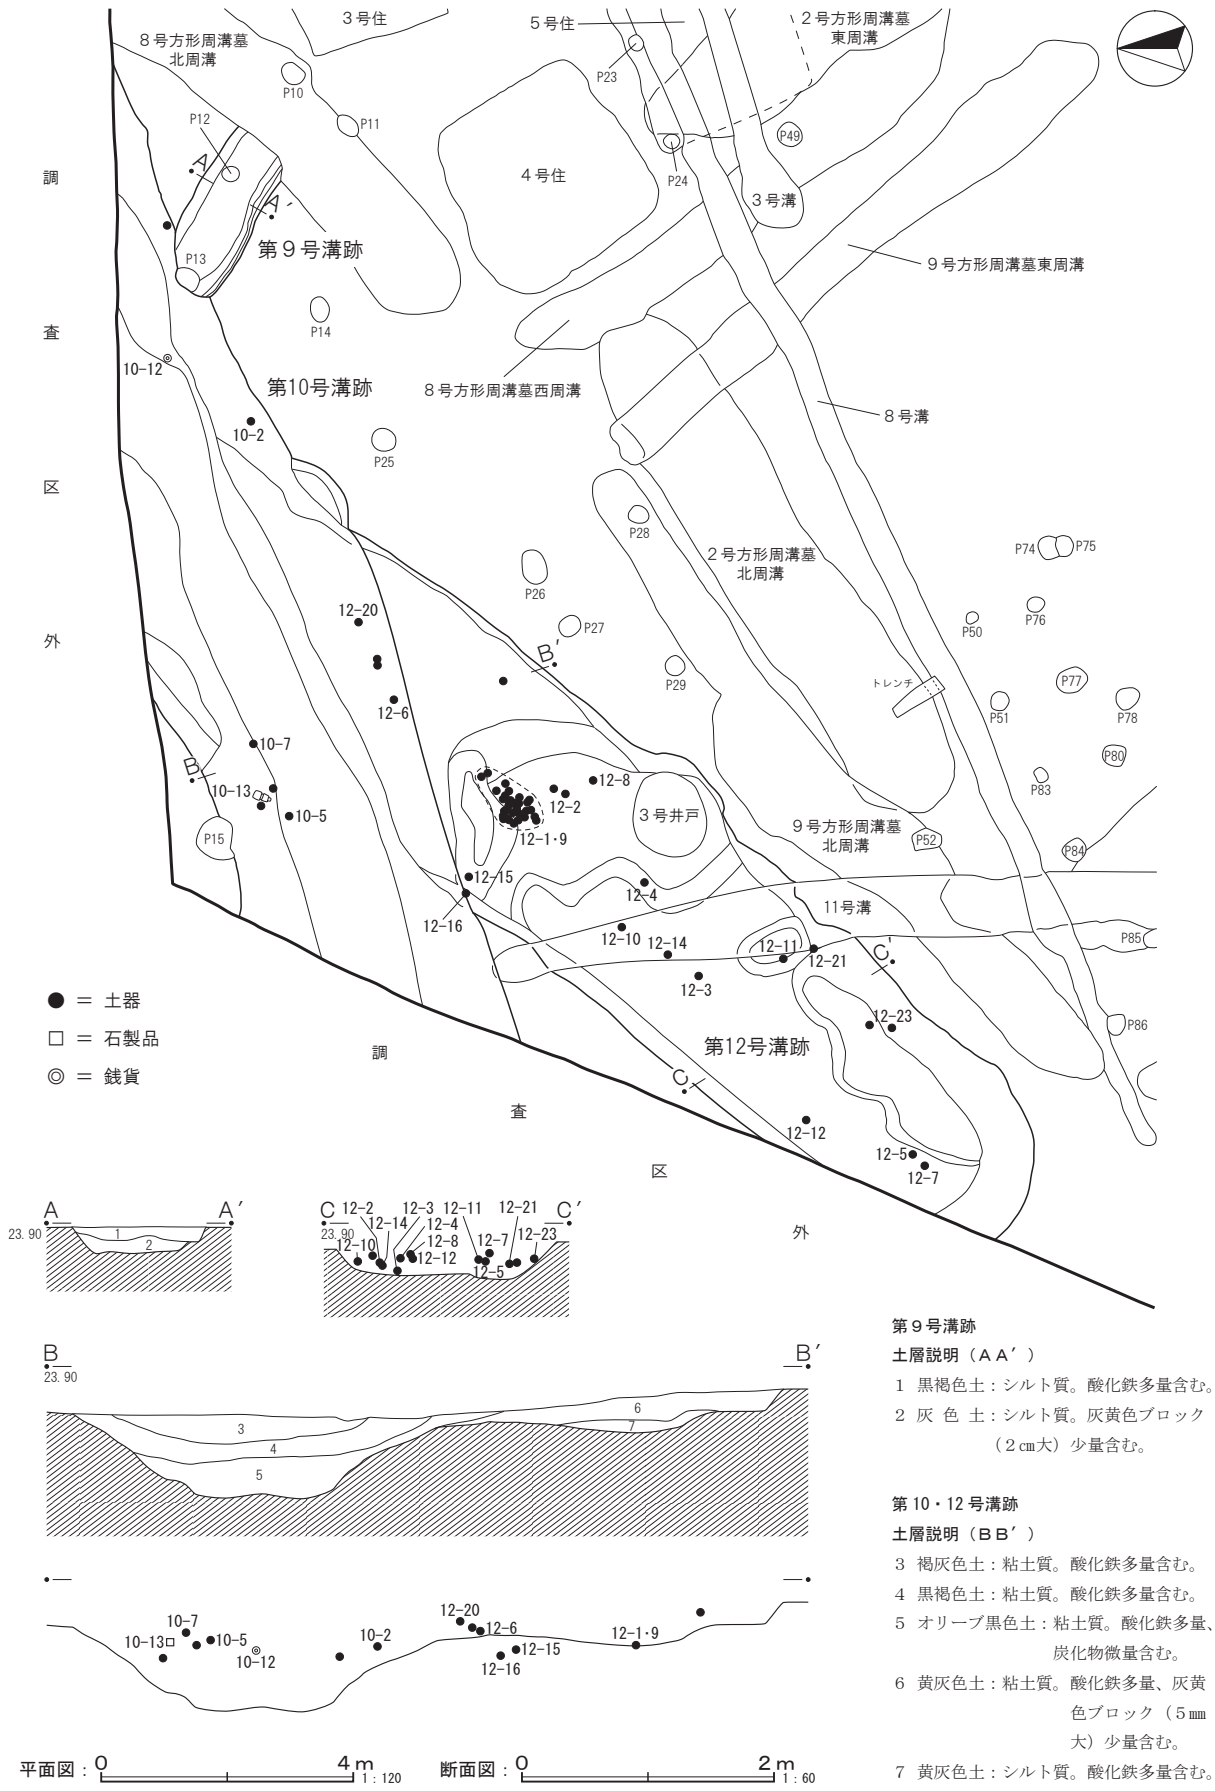 8号方形周溝墓
北周溝
3号住
5号住
2号方形周溝墓
東周溝
P10
P23
P12
P11
P49
A
4号住
P24
3号溝
A′
第9号溝跡
P13
9号方形周溝墓東周溝
P14
10-12
第10号溝跡
8号方形周溝墓西周溝
8号溝
10-2
P25
P28
P74
P75
2号方形周溝墓
北周溝
P26
P76
12-20
P27
P50
B′
P29
トレンチ
P77
12-6
P51
P78
10-7
P80
B
12-8
P83
10-13
12-2
10-5
3号井戸
P15
12-1・9
9号方形周溝墓
北周溝
P52
P84
12-15
12-4
11号溝
12-16
12-10
12-14
12-11
P85
12-21
C′
12-3
12-23
P86
第12号溝跡
C
12-12
12-5
12-7
調
査
区
外
● = 土器
□ = 石製品
◎ = 銭貨
調
査
区
外
A
A′
23.90
1
2
C
C′
23.90
12-2
12-3
12-11
12-21
12-14
12-4
12-7
12-23
12-10
12-8
12-12
12-5
B
B′
23.90
3
4
5
6
7
10-7
10-13
10-5
10-12
10-2
12-20
12-6
12-15
12-16
12-1・9
第9号溝跡
土層説明（AA′）
1 黒褐色土：シルト質。酸化鉄多量含む。
2 灰 色 土：シルト質。灰黄色ブロック
（2㎝大）少量含む。
第10・12号溝跡
土層説明（BB′）
3 褐灰色土：粘土質。酸化鉄多量含む。
4 黒褐色土：粘土質。酸化鉄多量含む。
5 オリーブ黒色土：粘土質。酸化鉄多量、
炭化物微量含む。
6 黄灰色土：粘土質。酸化鉄多量、灰黄
色ブロック（5㎜
大）少量含む。
7 黄灰色土：シルト質。酸化鉄多量含む。
平面図：0 4m 1：120
断面図：0 2m 1：60